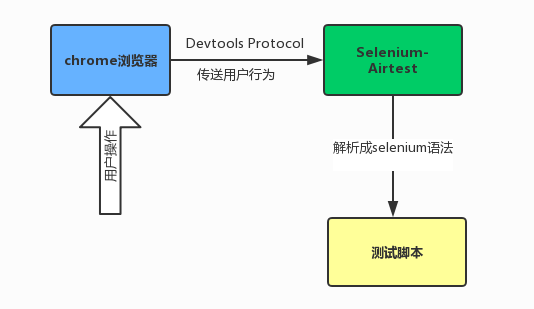 chrome浏览器
Devtools Protocol
传送用户行为
Selenium-
Airtest
用户操作
解析成selenium语法
测试脚本